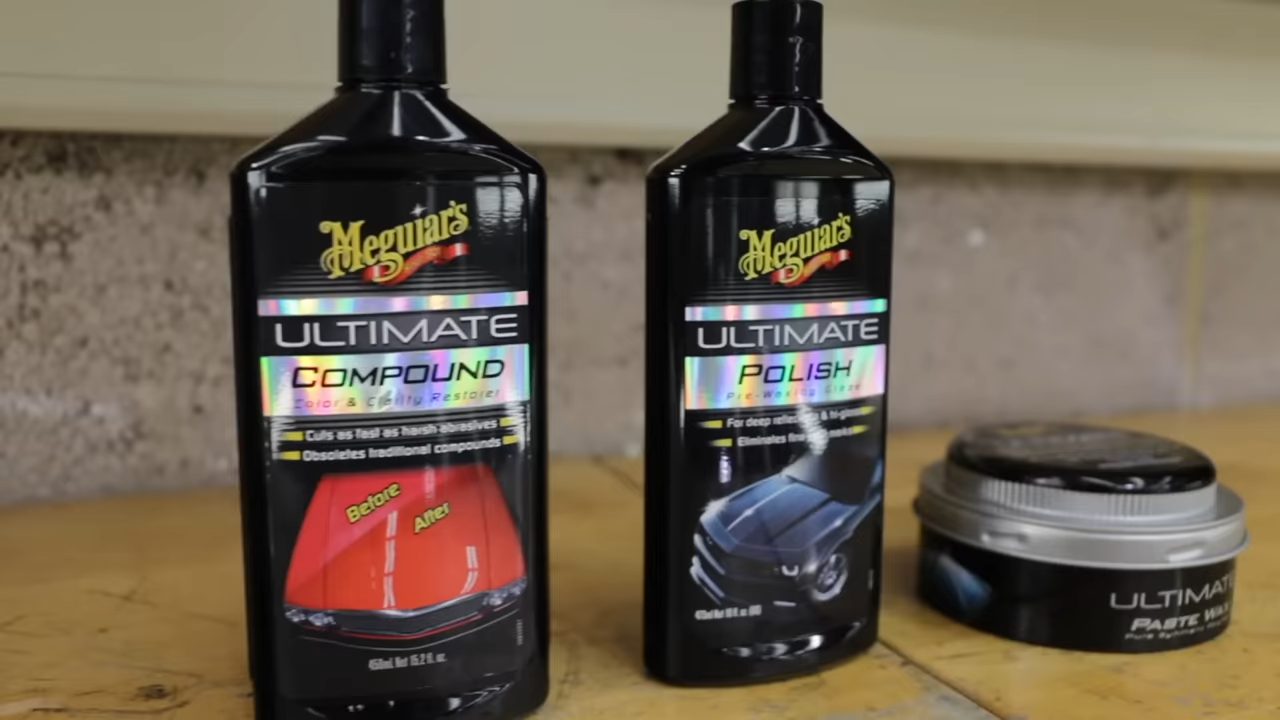 Meguiar's
ULTIMATE
COMPOUND
Color & Clarity Restorer
Cuts as fast as harsh abrasives
Obsoletes traditional compounds
Before
After
450mL Net 15.2 fl. oz.
Meguiar's
ULTIMATE
POLISH
Pre-Waxing Glaze
For deep reflections & hi-gloss
Eliminates fine marks
ULTIMATE
PASTE WAX
Pure Synthetic